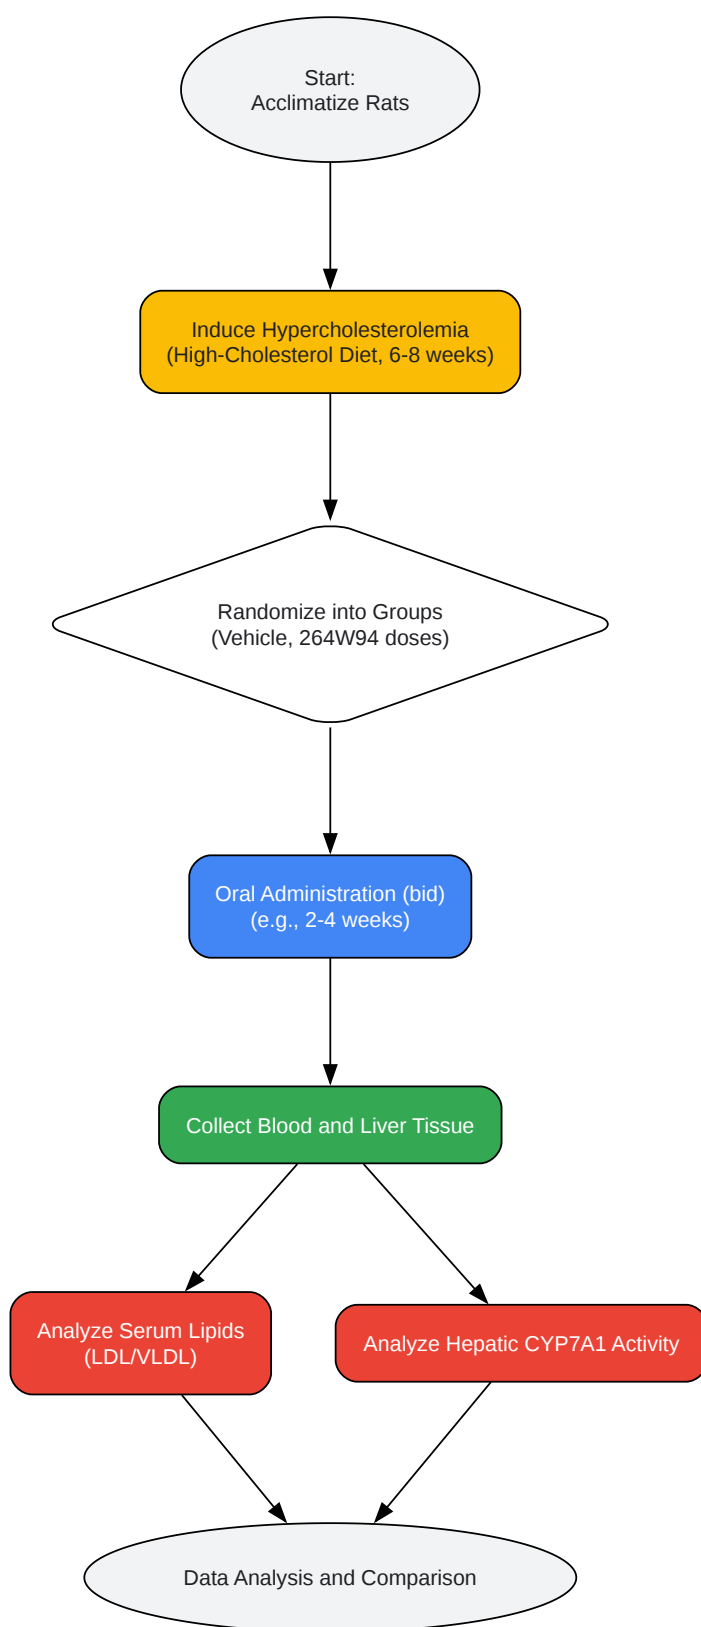 Start:
Acclimatize Rats
Induce Hypercholesterolemia
(High-Cholesterol Diet, 6-8 weeks)
Randomize into Groups
(Vehicle, 264W94 doses)
Oral Administration (bid)
(e.g., 2-4 weeks)
Collect Blood and Liver Tissue
Analyze Serum Lipids
(LDL/VLDL)
Analyze Hepatic CYP7A1 Activity
Data Analysis and Comparison